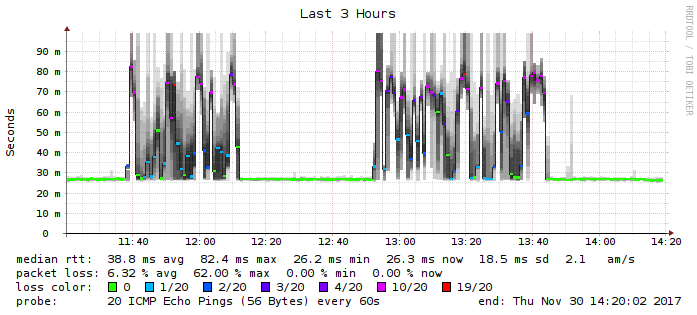 Last 3 Hours
RRDTOOL / TOBI OETIKER
Seconds
90 m
80 m
70 m
60 m
50 m
40 m
30 m
20 m
10 m
0
11:40 12:00 12:20 12:40 13:00 13:20 13:40 14:00 14:20
median rtt: 38.8 ms avg 82.4 ms max 26.2 ms min 26.3 ms now 18.5 ms sd 2.1 am/s
packet loss: 6.32 % avg 62.00 % max 0.00 % min 0.00 % now
loss color: 0 1/20 2/20 3/20 4/20 10/20 19/20
probe: 20 ICMP Echo Pings (56 Bytes) every 60s end: Thu Nov 30 14:20:02 2017